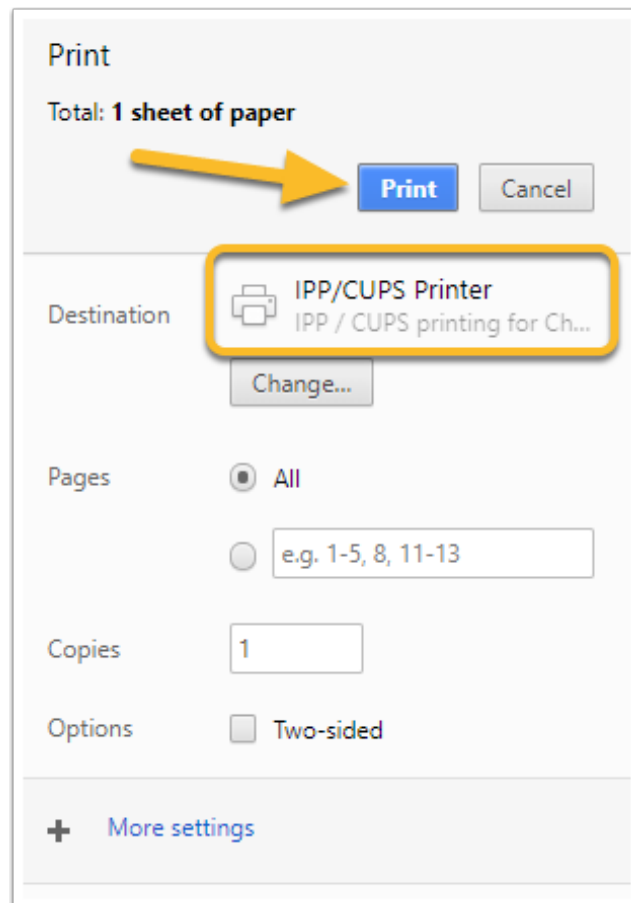 Print
Total: 1 sheet of paper
Print Cancel
Destination
IPP/CUPS Printer
IPP / CUPS printing for Ch...
Change...
Pages
All
e.g. 1-5, 8, 11-13
Copies
1
Options
Two-sided
More settings